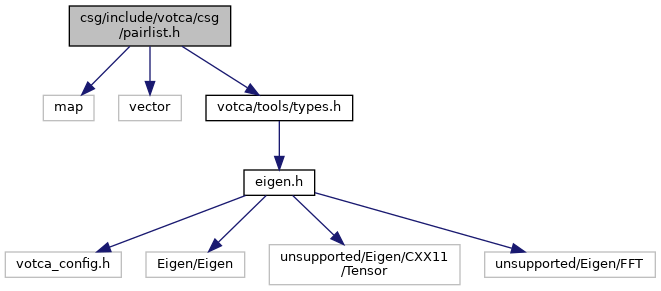 csg/include/votca/csg
/pairlist.h
map
vector
votca/tools/types.h
eigen.h
votca_config.h
Eigen/Eigen
unsupported/Eigen/CXX11
/Tensor
unsupported/Eigen/FFT